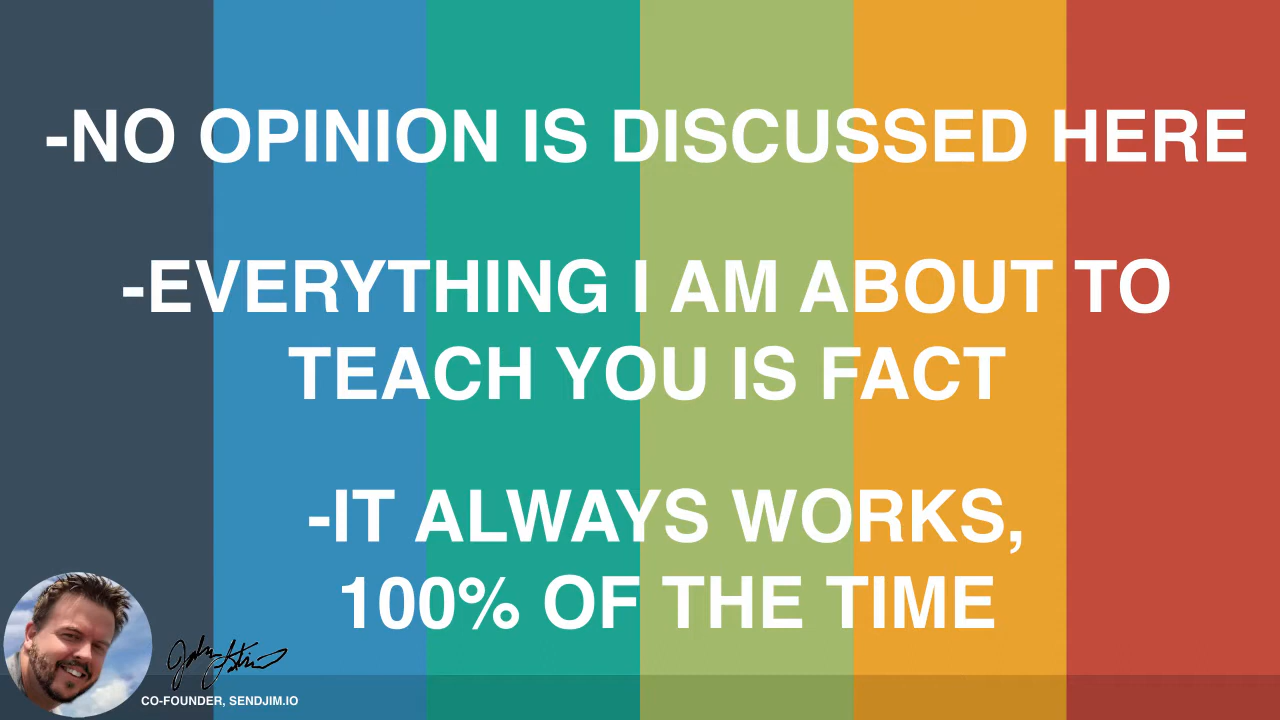 -NO OPINION IS DISCUSSED HERE
-EVERYTHING I AM ABOUT TO
TEACH YOU IS FACT
-IT ALWAYS WORKS,
100% OF THE TIME
CO-FOUNDER, SENDJIM.IO